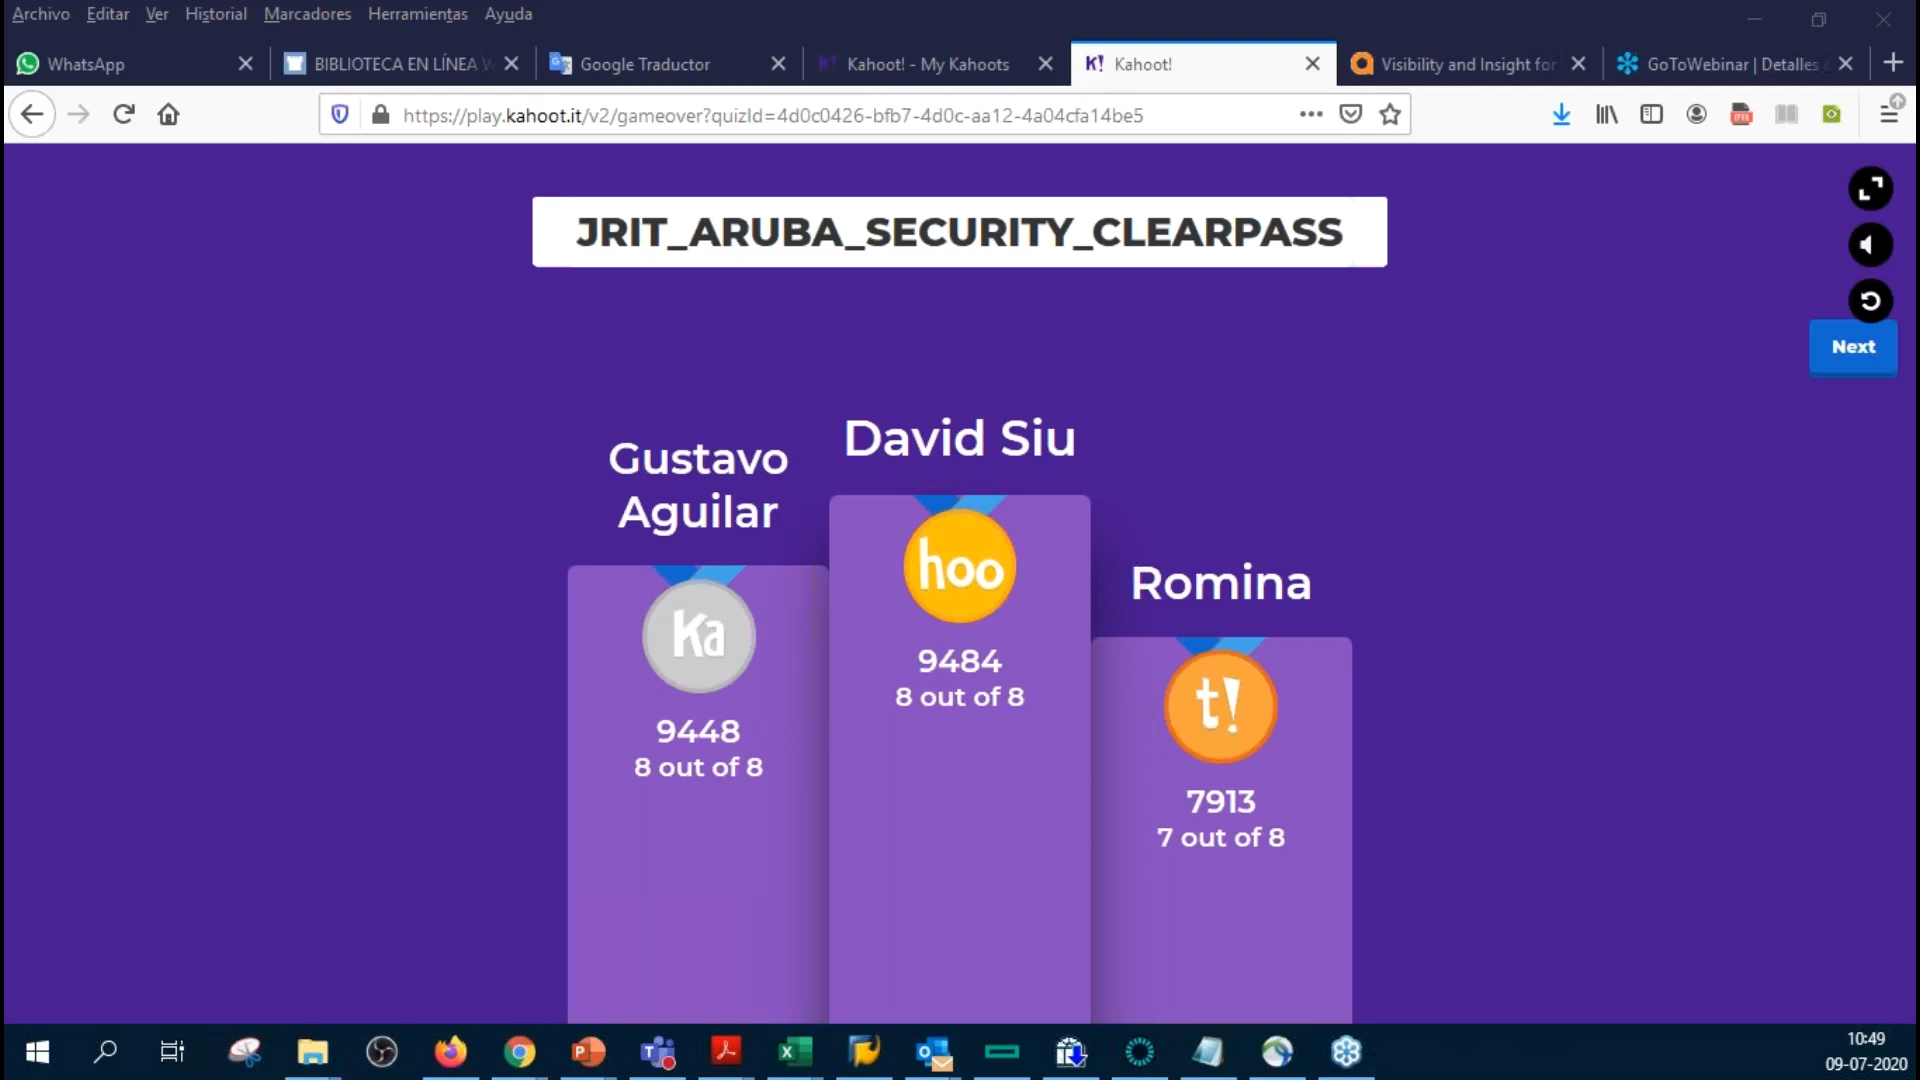 Archivo Editar Ver Historial Marcadores Herramientas Ayuda
WhatsApp BIBLIOTECA EN LÍNEA Google Traductor Kahoot! - My Kahoots K! Kahoot! Visibility and Insight for GoToWebinar | Detalles
https://play.kahoot.it/v2/gameover?quizId=4d0c0426-bfb7-4d0c-aa12-4a04cfa14be5
JRIT_ARUBA_SECURITY_CLEARPASS
Next
David Siu
Gustavo
Aguilar
Romina
hoo
Ka
9484
8 out of 8
t!
9448
8 out of 8
7913
7 out of 8
10:49
09-07-2020